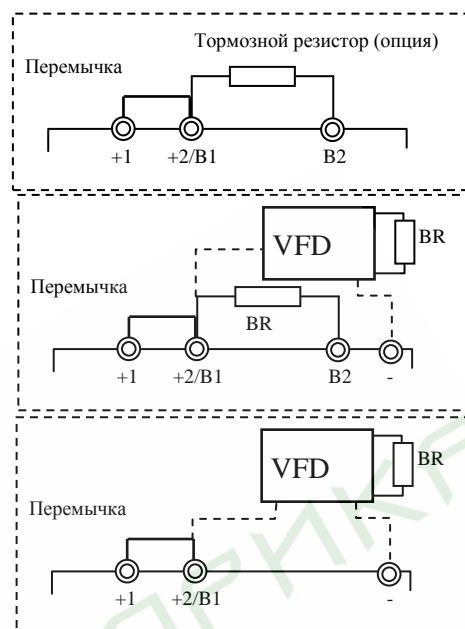 Тормозной резистор (опция)
Перемычка
+1 +2/B1 B2
VFD
BR
Перемычка
BR
+1 +2/B1 B2 -
VFD
BR
Перемычка
+1 +2/B1 -